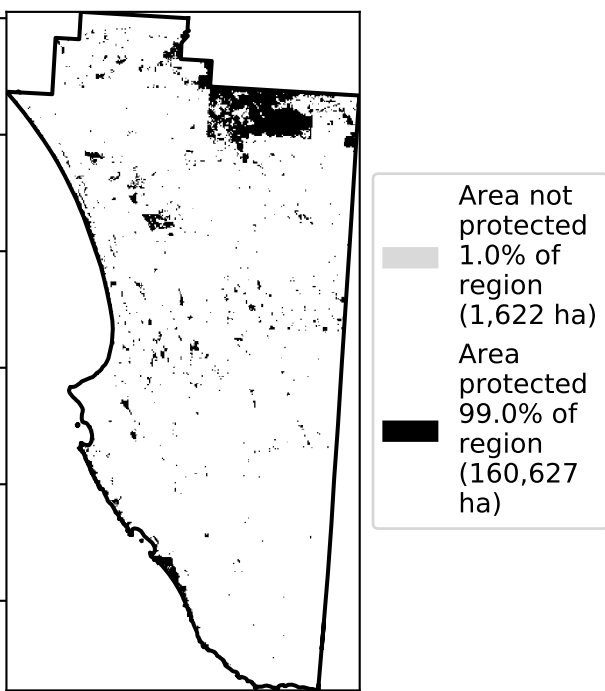 Area not
protected
1.0% of
region
(1,622 ha)
Area
protected
99.0% of
region
(160,627
ha)